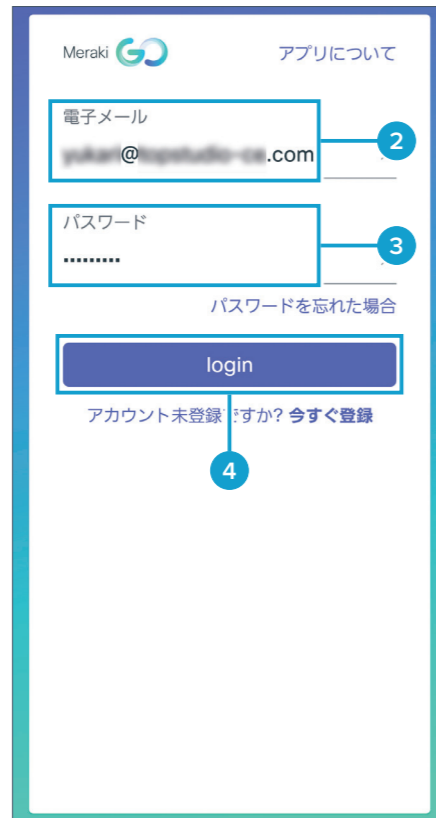 Meraki GO
アプリについて
電子メール
@ .com
2
パスワード
•••••••••
3
パスワードを忘れた場合
login
アカウント未登録ですか? 今すぐ登録
4